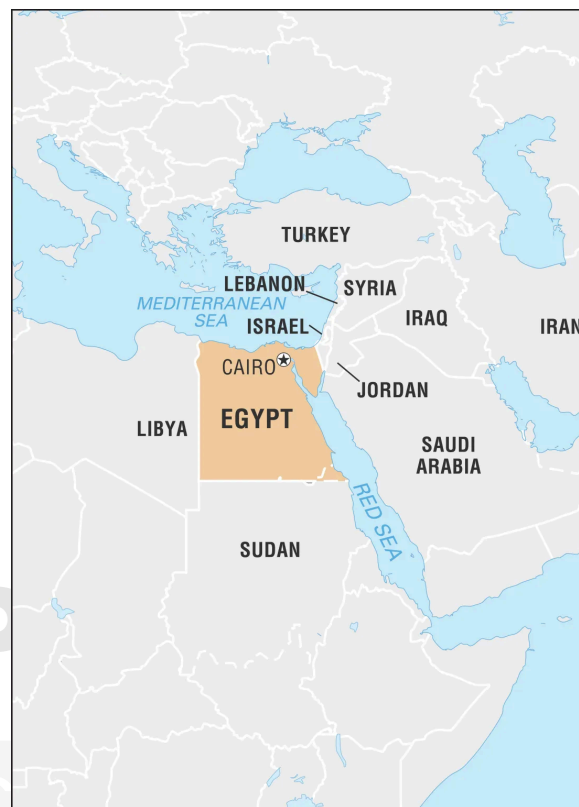 TURKEY
LEBANON
SYRIA
MEDITERRANEAN
SEA
ISRAEL
IRAQ
IRAN
CAIRO
JORDAN
EGYPT
LIBYA
SAUDI
ARABIA
RED SEA
SUDAN